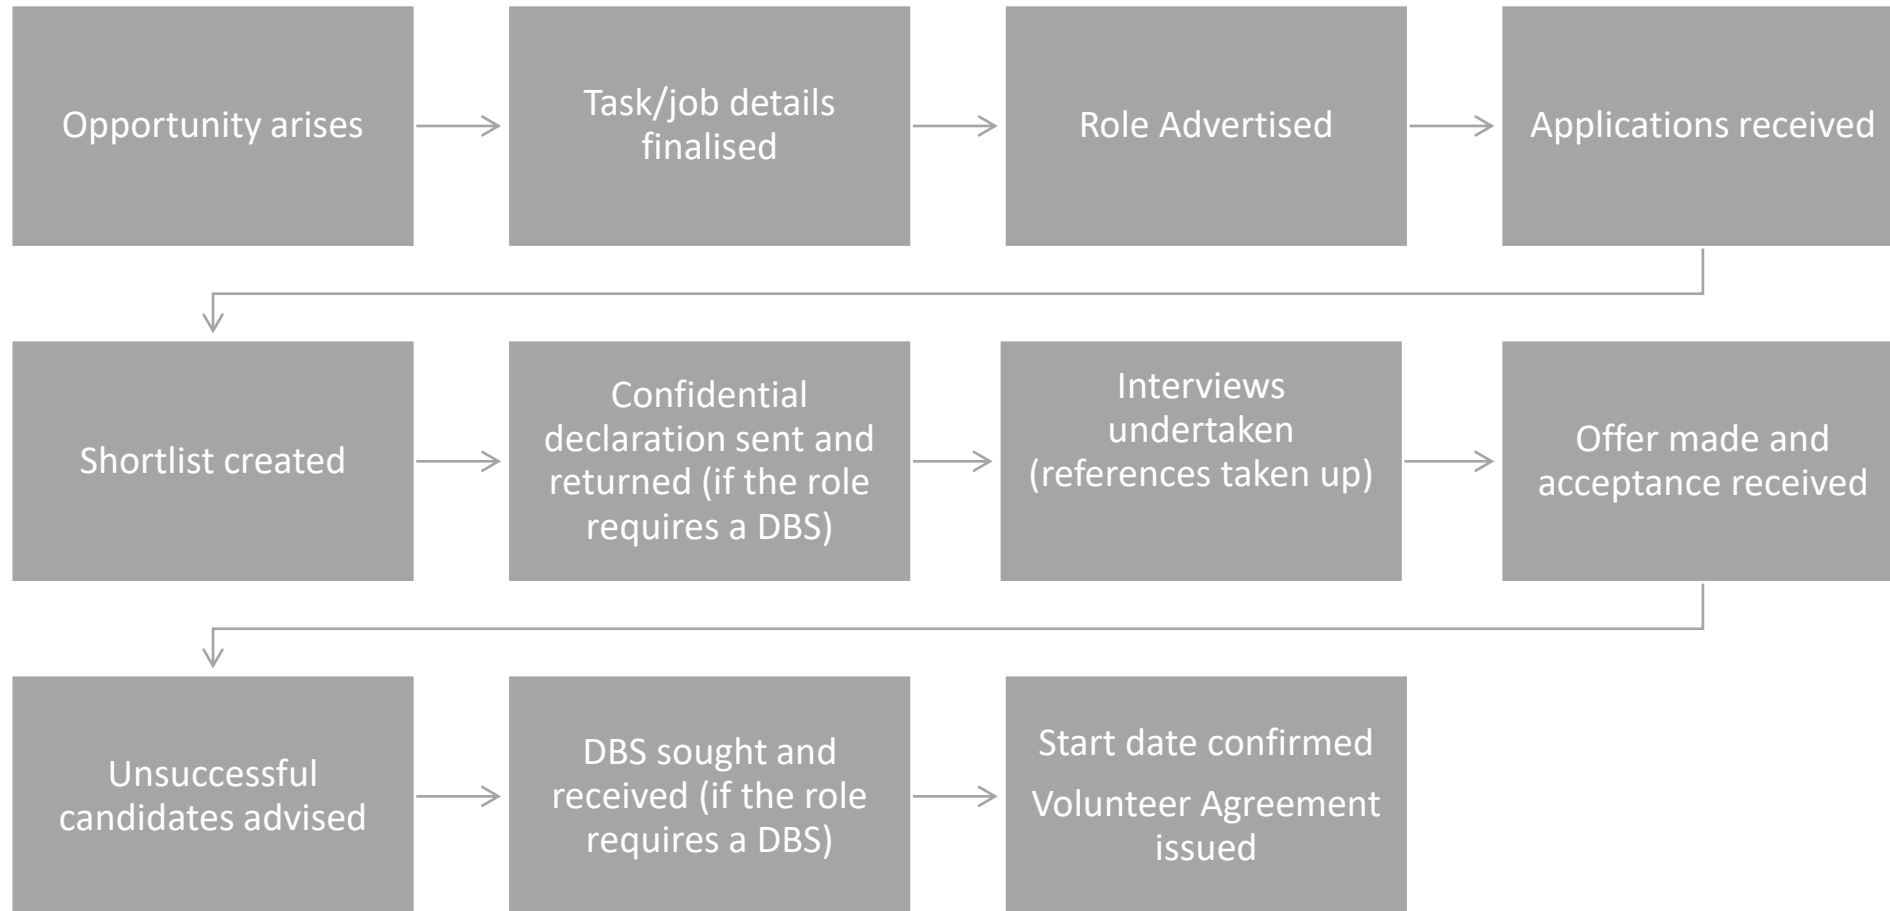 Opportunity arises
Task/job details
finalised
Role Advertised
Applications received
Shortlist created
Confidential
declaration sent and
returned (if the role
requires a DBS)
Interviews
undertaken
(references taken up)
Offer made and
acceptance received
Unsuccessful
candidates advised
DBS sought and
received (if the role
requires a DBS)
Start date confirmed
Volunteer Agreement
issued